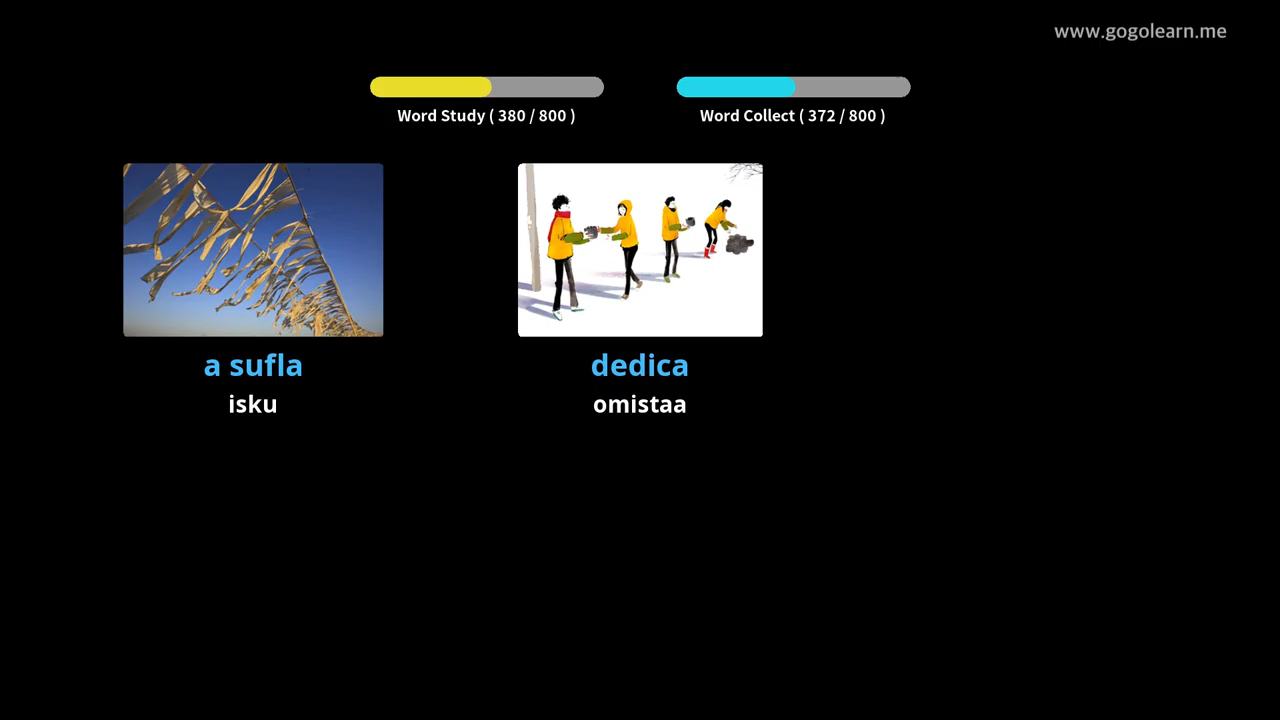 www.gogolearn.me
Word Study ( 380 / 800 )
Word Collect ( 372 / 800 )
a sufla
isku
dedica
omistaa